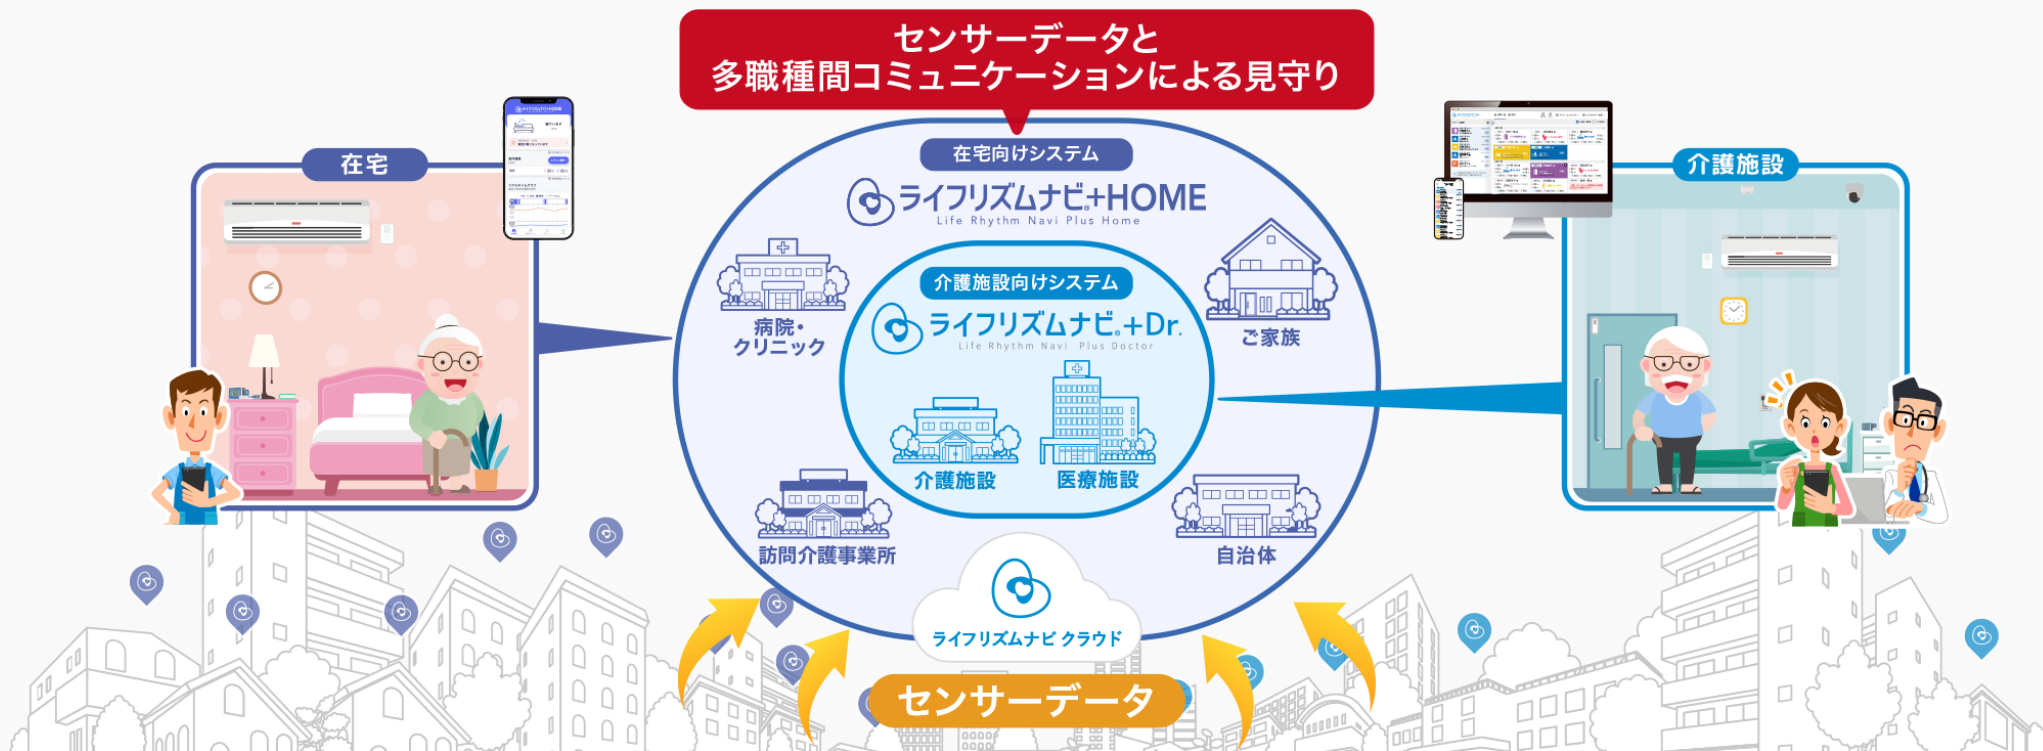 センサーデータと
多職種間コミュニケーションによる見守り
在宅
在宅向けシステム
ライフリズムナビ®+HOME
Life Rhythm Navi Plus Home
介護施設
介護施設向けシステム
ライフリズムナビ®+Dr.
Life Rhythm Navi Plus Doctor
病院・
クリニック
ご家族
介護施設
医療施設
訪問介護事業所
自治体
ライフリズムナビ クラウド
センサーデータ